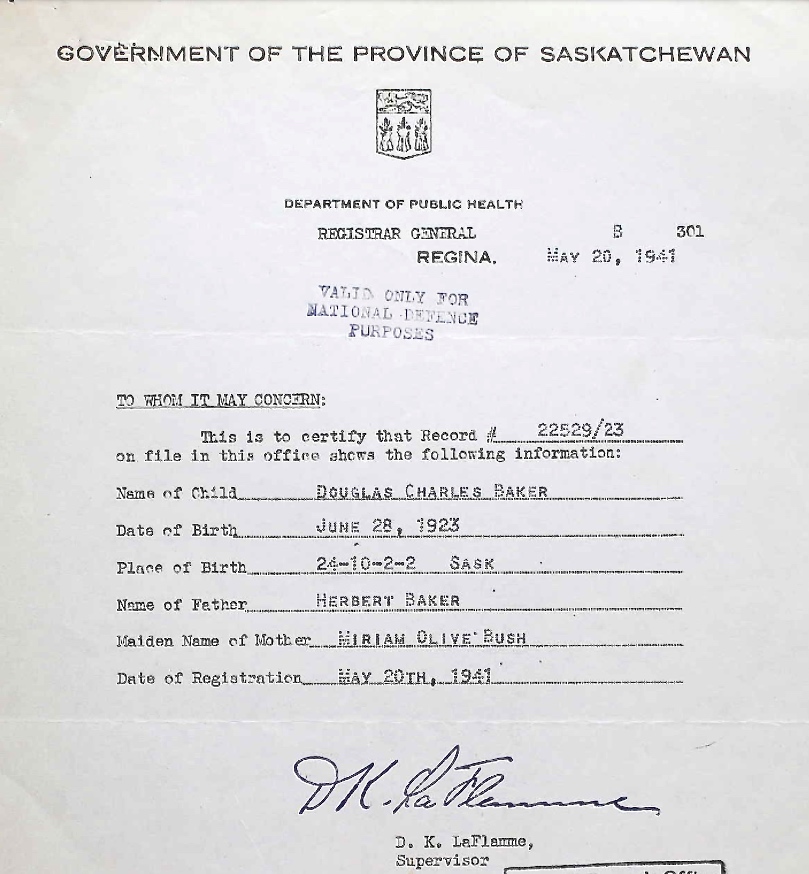 GOVERNMENT OF THE PROVINCE OF SASKATCHEWAN
DEPARTMENT OF PUBLIC HEALTH
REGISTRAR GENERAL B 301
REGINA. MAY 20, 1941
VALID ONLY FOR
NATIONAL DEFENCE
PURPOSES
TO WHOM IT MAY CONCERN:
This is to certify that Record # 22529/23
on file in this office shows the following information:
Name of Child DOUGLAS CHARLES BAKER
Date of Birth JUNE 28, 1923
Place of Birth 24-10-2-2 SASK
Name of Father HERBERT BAKER
Maiden Name of Mother MIRIAM OLIVE BUSH
Date of Registration MAY 20TH, 1941
D K. LaFlamme
D. K. LaFlamme,
Supervisor